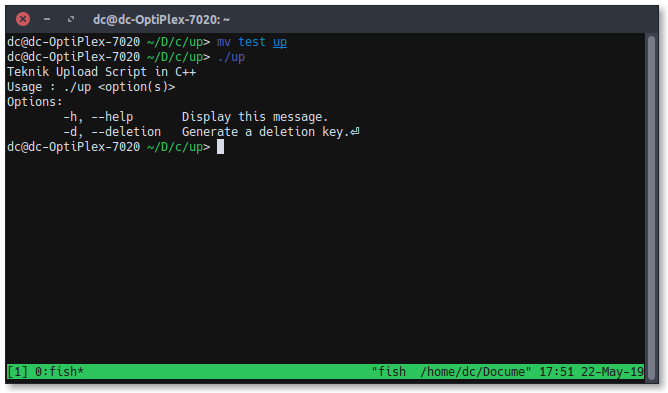 dc@dc-OptiPlex-7020: ~
dc@dc-OptiPlex-7020 ~/D/c/up> mv test up
dc@dc-OptiPlex-7020 ~/D/c/up> ./up
Teknik Upload Script in C++
Usage : ./up <option(s)>
Options:
        -h, --help       Display this message.
        -d, --deletion   Generate a deletion key.⏎
dc@dc-OptiPlex-7020 ~/D/c/up>
[1] 0:fish* "fish  /home/dc/Docume" 17:51 22-May-19